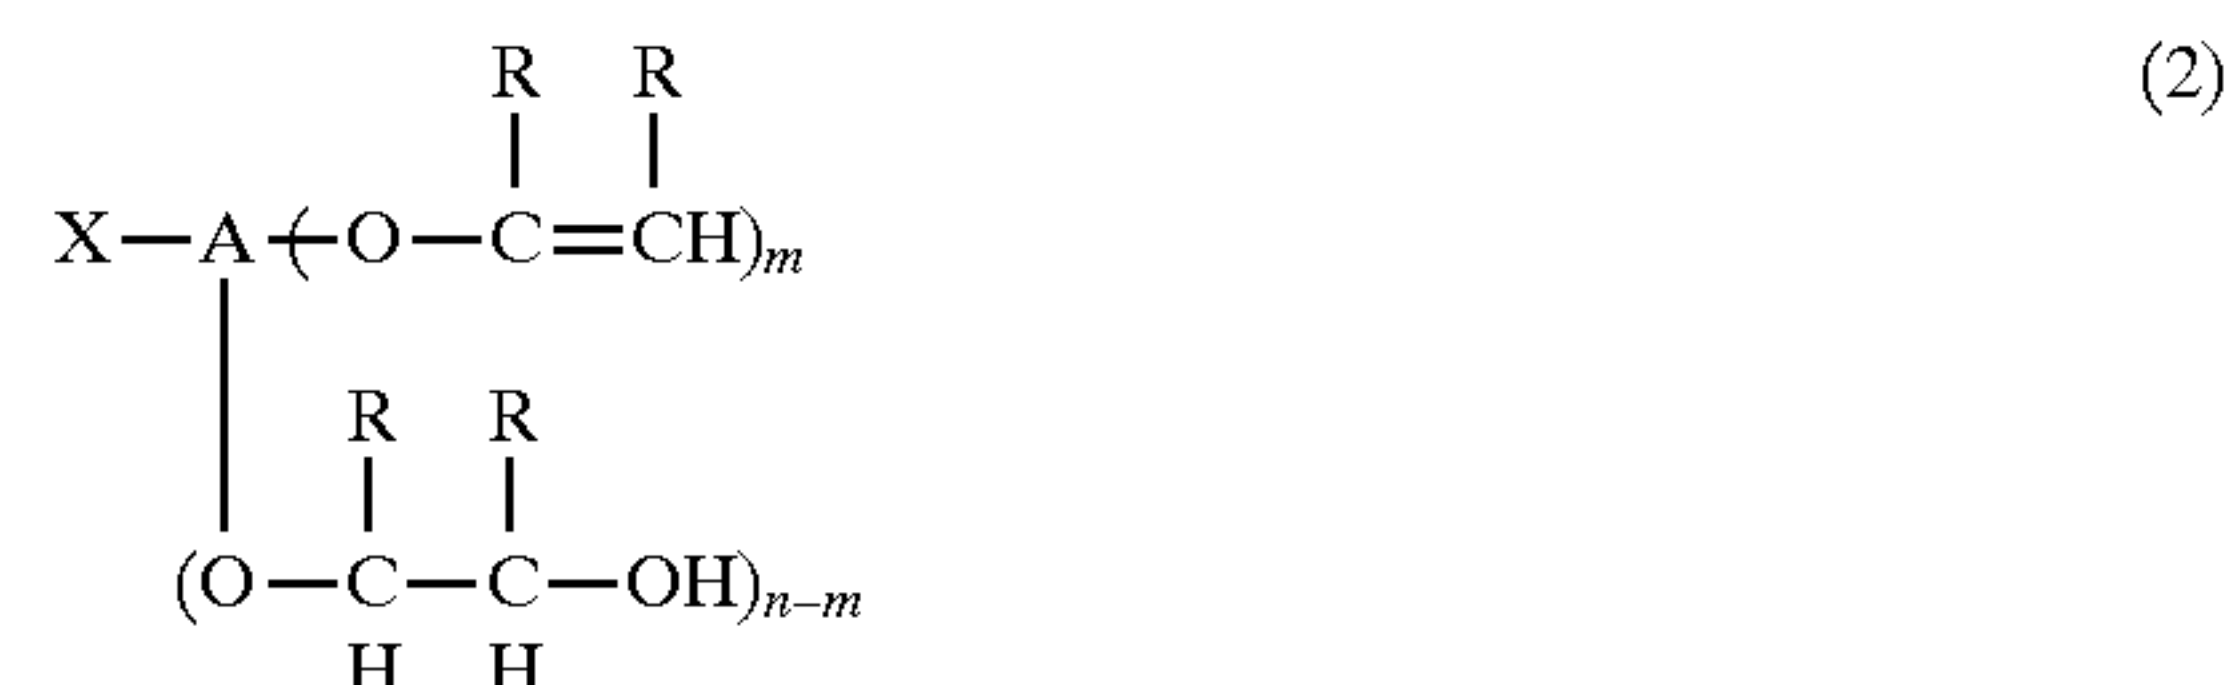 R R (2)
X—A(O—C=CH)m
R R
(O—C—C—OH)n–m
H H